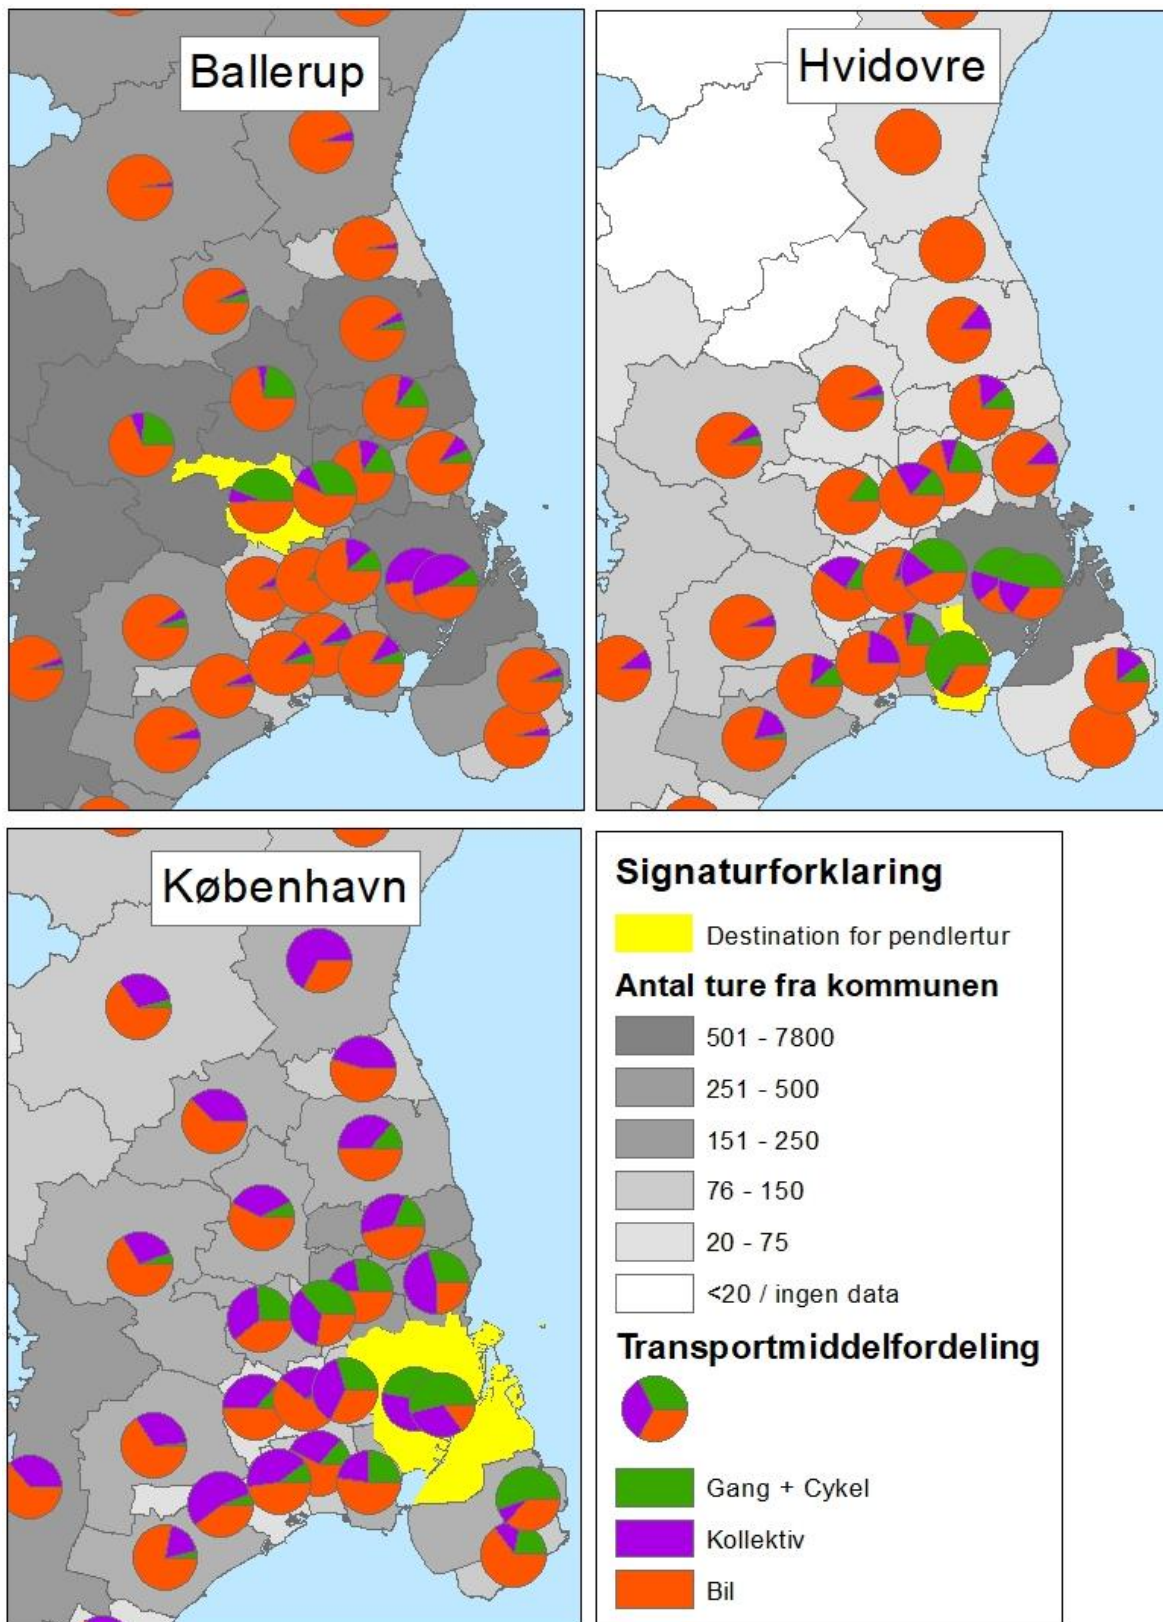 Ballerup
Hvidovre
København
Signaturforklaring
Destination for pendlertur
Antal ture fra kommunen
501 - 7800
251 - 500
151 - 250
76 - 150
20 - 75
<20 / ingen data
Transportmiddelfordeling
Gang + Cykel
Kollektiv
Bil